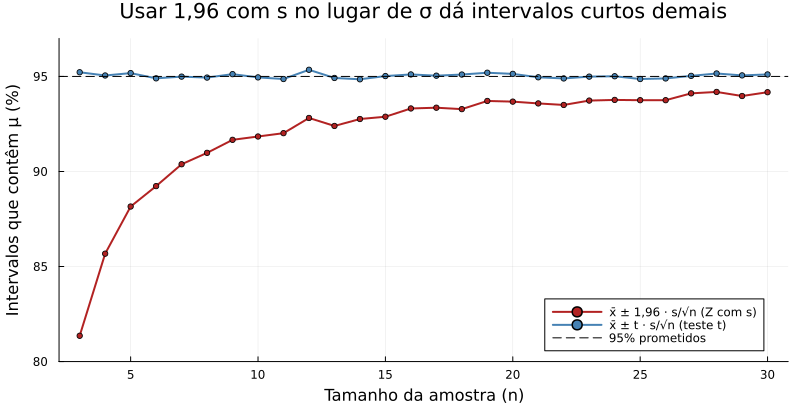 Usar 1,96 com s no lugar de σ dá intervalos curtos demais
Intervalos que contêm μ (%)
95
90
85
80
5
10
15
20
25
30
Tamanho da amostra (n)
x̄ ± 1,96 · s/√n (Z com s)
x̄ ± t · s/√n (teste t)
95% prometidos